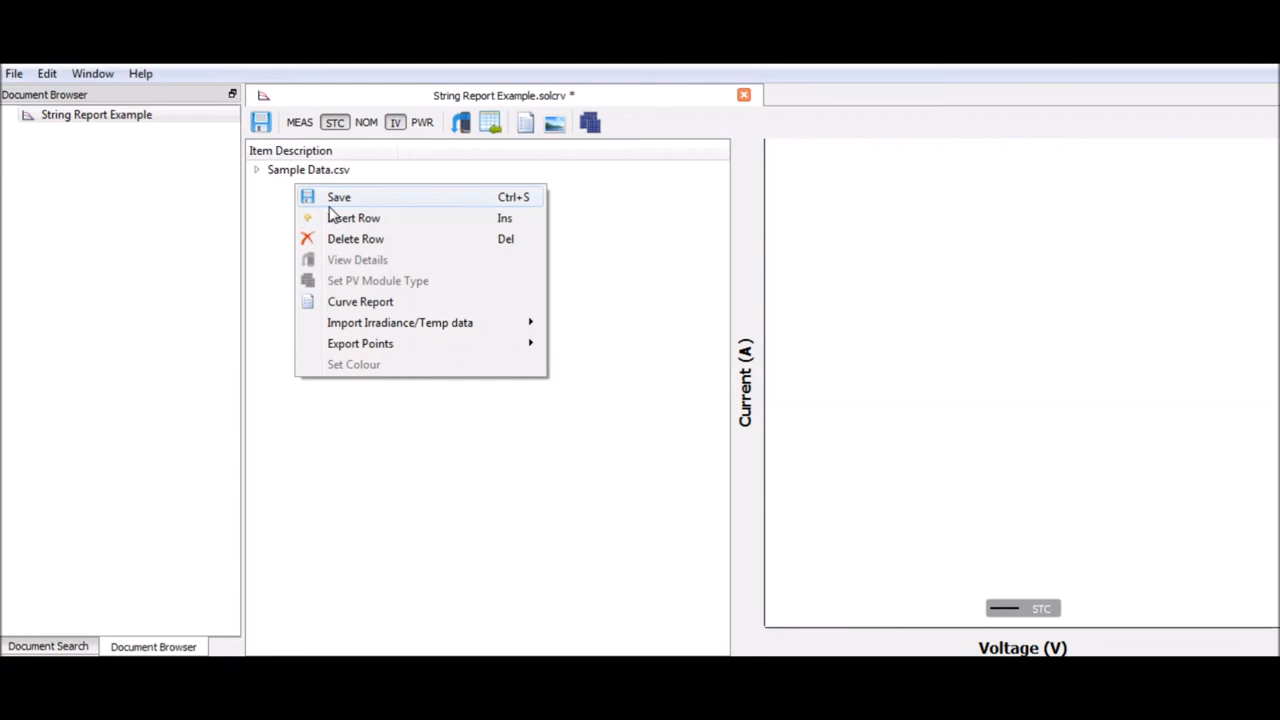 File Edit Window Help
Document Browser
String Report Example
String Report Example.solcrv *
MEAS STC NOM IV PWR
Item Description
Sample Data.csv
Save Ctrl+S
Insert Row Ins
Delete Row Del
View Details
Set PV Module Type
Curve Report
Import Irradiance/Temp data
Export Points
Set Colour
Current (A)
STC
Voltage (V)
Document Search Document Browser